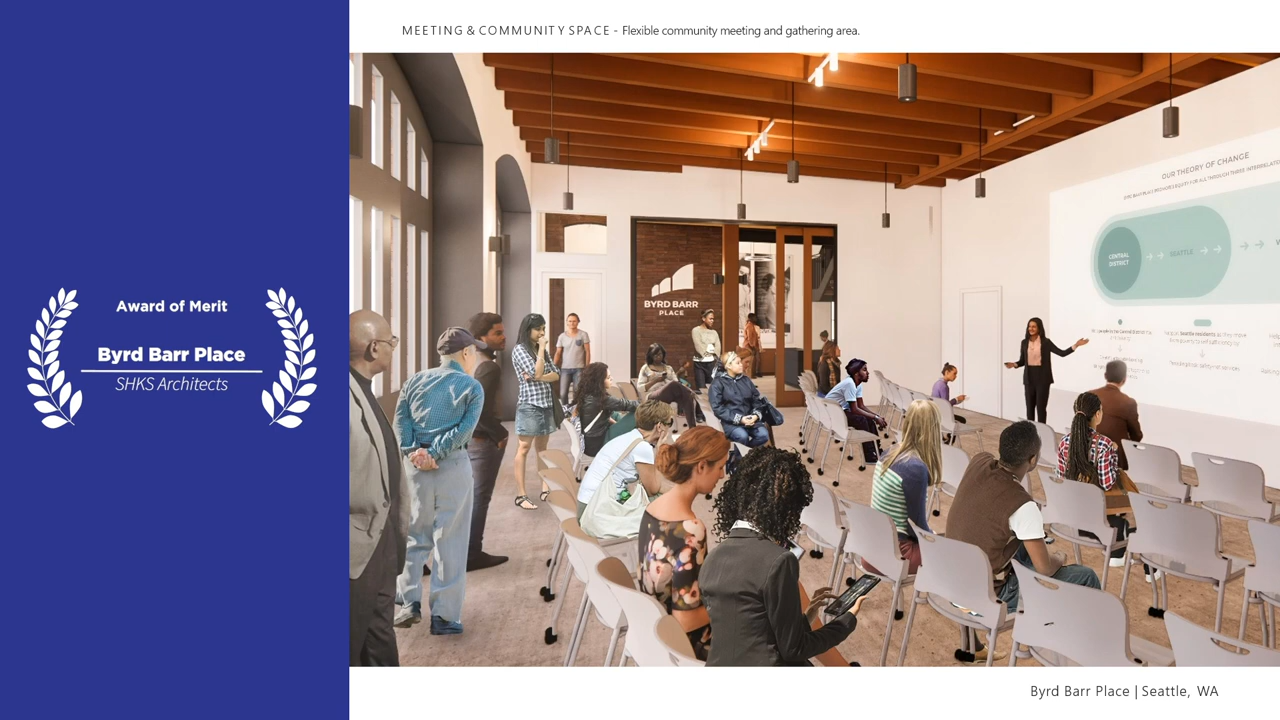 MEETING & COMMUNITY SPACE - Flexible community meeting and gathering area.
Award of Merit
Byrd Barr Place
SHKS Architects
BYRD BARR
PLACE
OUR THEORY OF CHANGE
CENTRAL
DISTRICT
SEATTLE
Byrd Barr Place | Seattle, WA